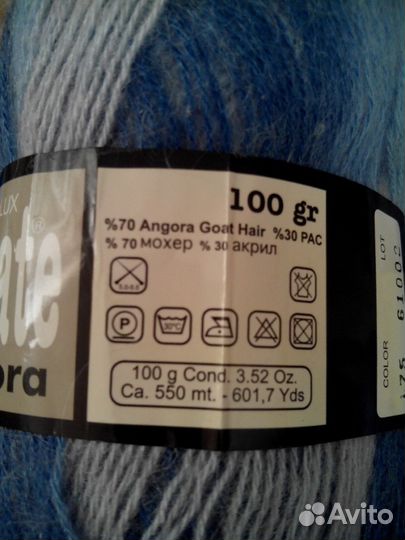 LUX
ate®
ora
100 gr
%70 Angora Goat Hair %30 PAC
% 70 мохер % 30 акрил
P
30°C
100 g Cond. 3.52 Oz.
Ca. 550 mt. - 601,7 Yds
LOT
COLOR
Avito